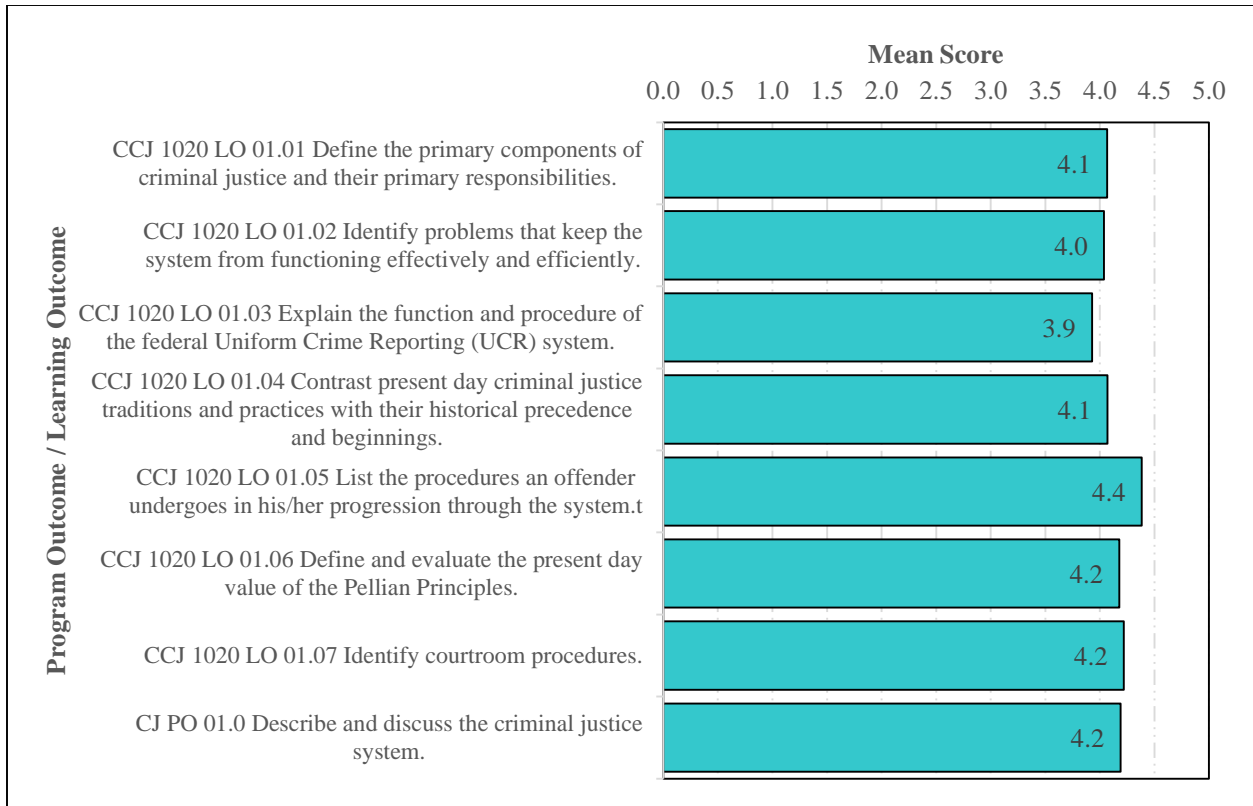 Mean Score
0.0 0.5 1.0 1.5 2.0 2.5 3.0 3.5 4.0 4.5 5.0
Program Outcome / Learning Outcome
CCJ 1020 LO 01.01 Define the primary components of
criminal justice and their primary responsibilities.
4.1
CCJ 1020 LO 01.02 Identify problems that keep the
system from functioning effectively and efficiently.
4.0
CCJ 1020 LO 01.03 Explain the function and procedure of
the federal Uniform Crime Reporting (UCR) system.
3.9
CCJ 1020 LO 01.04 Contrast present day criminal justice
traditions and practices with their historical precedence
and beginnings.
4.1
CCJ 1020 LO 01.05 List the procedures an offender
undergoes in his/her progression through the system.t
4.4
CCJ 1020 LO 01.06 Define and evaluate the present day
value of the Pellian Principles.
4.2
CCJ 1020 LO 01.07 Identify courtroom procedures.
4.2
CJ PO 01.0 Describe and discuss the criminal justice
system.
4.2